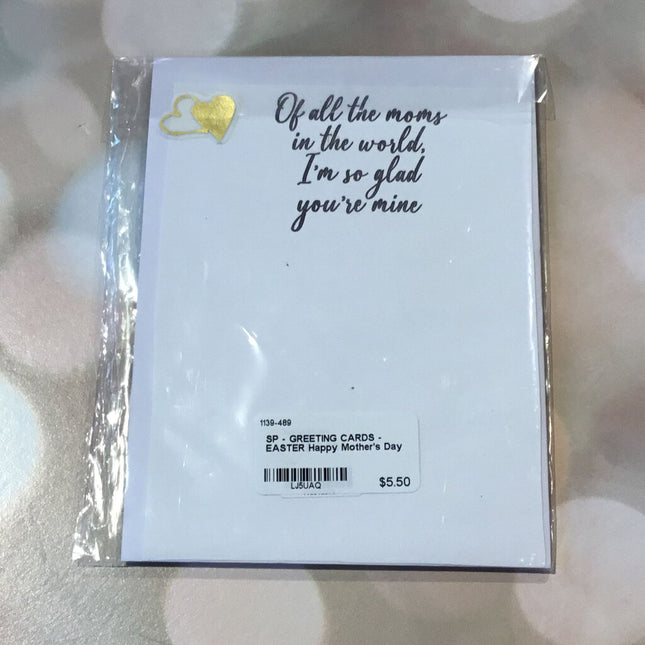 Of all the moms
in the world,
I'm so glad
you're mine
1139-489
SP - GREETING CARDS -
EASTER Happy Mother's Day
LJ5UAQ
$5.50